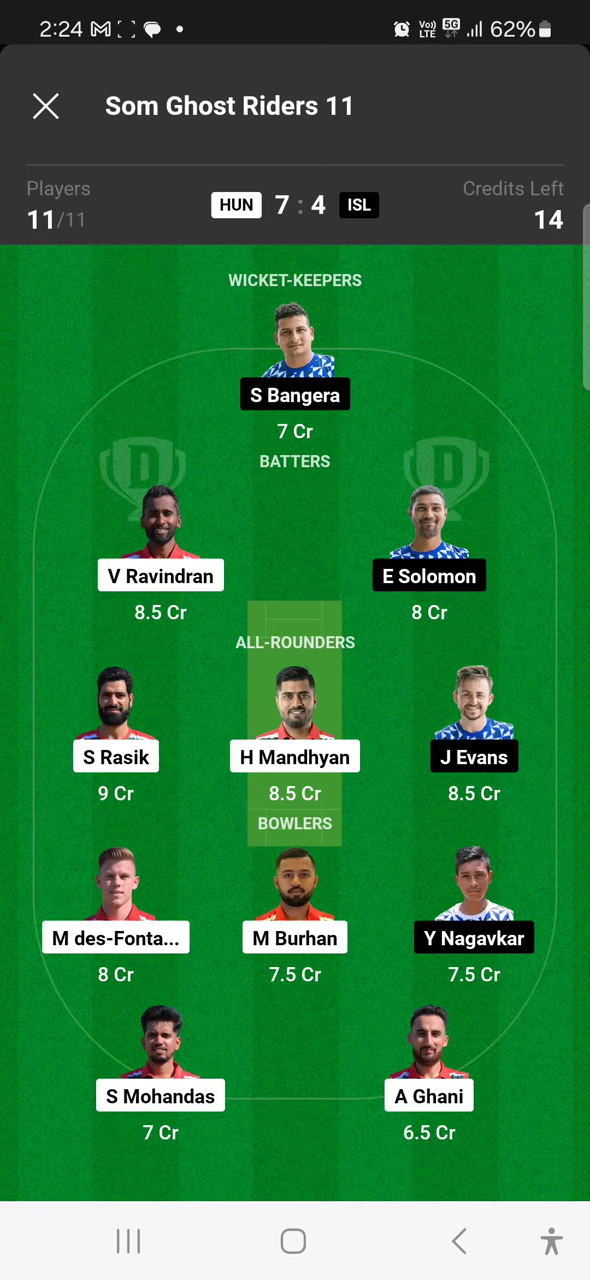 2:24
Vo)) LTE 5G 62%
Som Ghost Riders 11
Players
Credits Left
11/11
HUN 7 : 4 ISL
14
WICKET-KEEPERS
S Bangera
7 Cr
BATTERS
D D
V Ravindran E Solomon
8.5 Cr 8 Cr
ALL-ROUNDERS
S Rasik H Mandhyan J Evans
9 Cr 8.5 Cr 8.5 Cr
BOWLERS
M des-Fonta... M Burhan Y Nagavkar
8 Cr 7.5 Cr 7.5 Cr
S Mohandas A Ghani
7 Cr 6.5 Cr